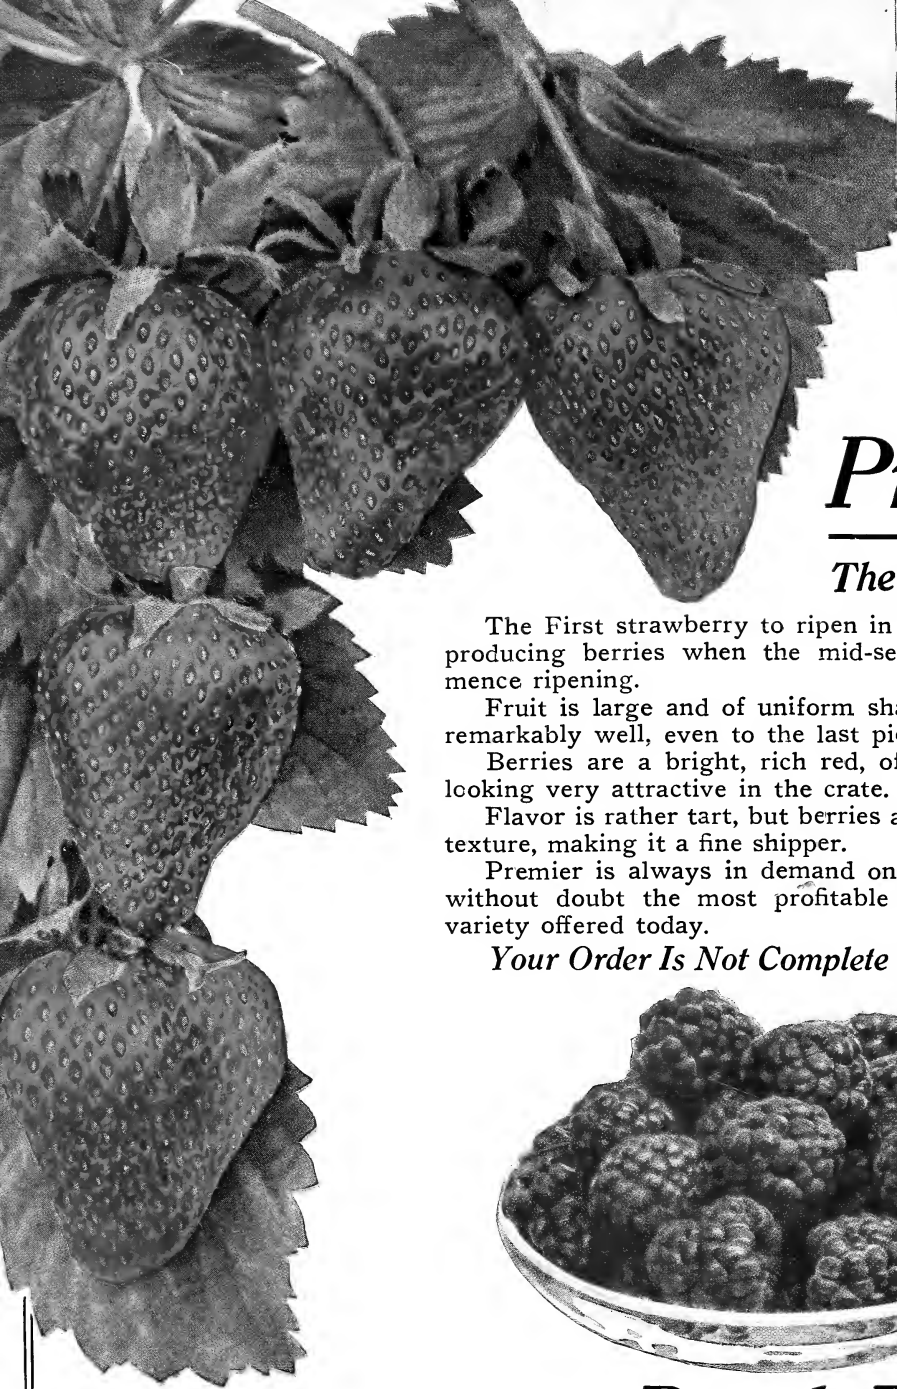 The
The First strawberry to ripen in
producing berries when the mid-se
mence ripening.
Fruit is large and of uniform sha
remarkably well, even to the last pi
Berries are a bright, rich red, of
looking very attractive in the crate.
Flavor is rather tart, but berries a
texture, making it a fine shipper.
Premier is always in demand on
without doubt the most profitable
variety offered today.
Your Order Is Not Complete